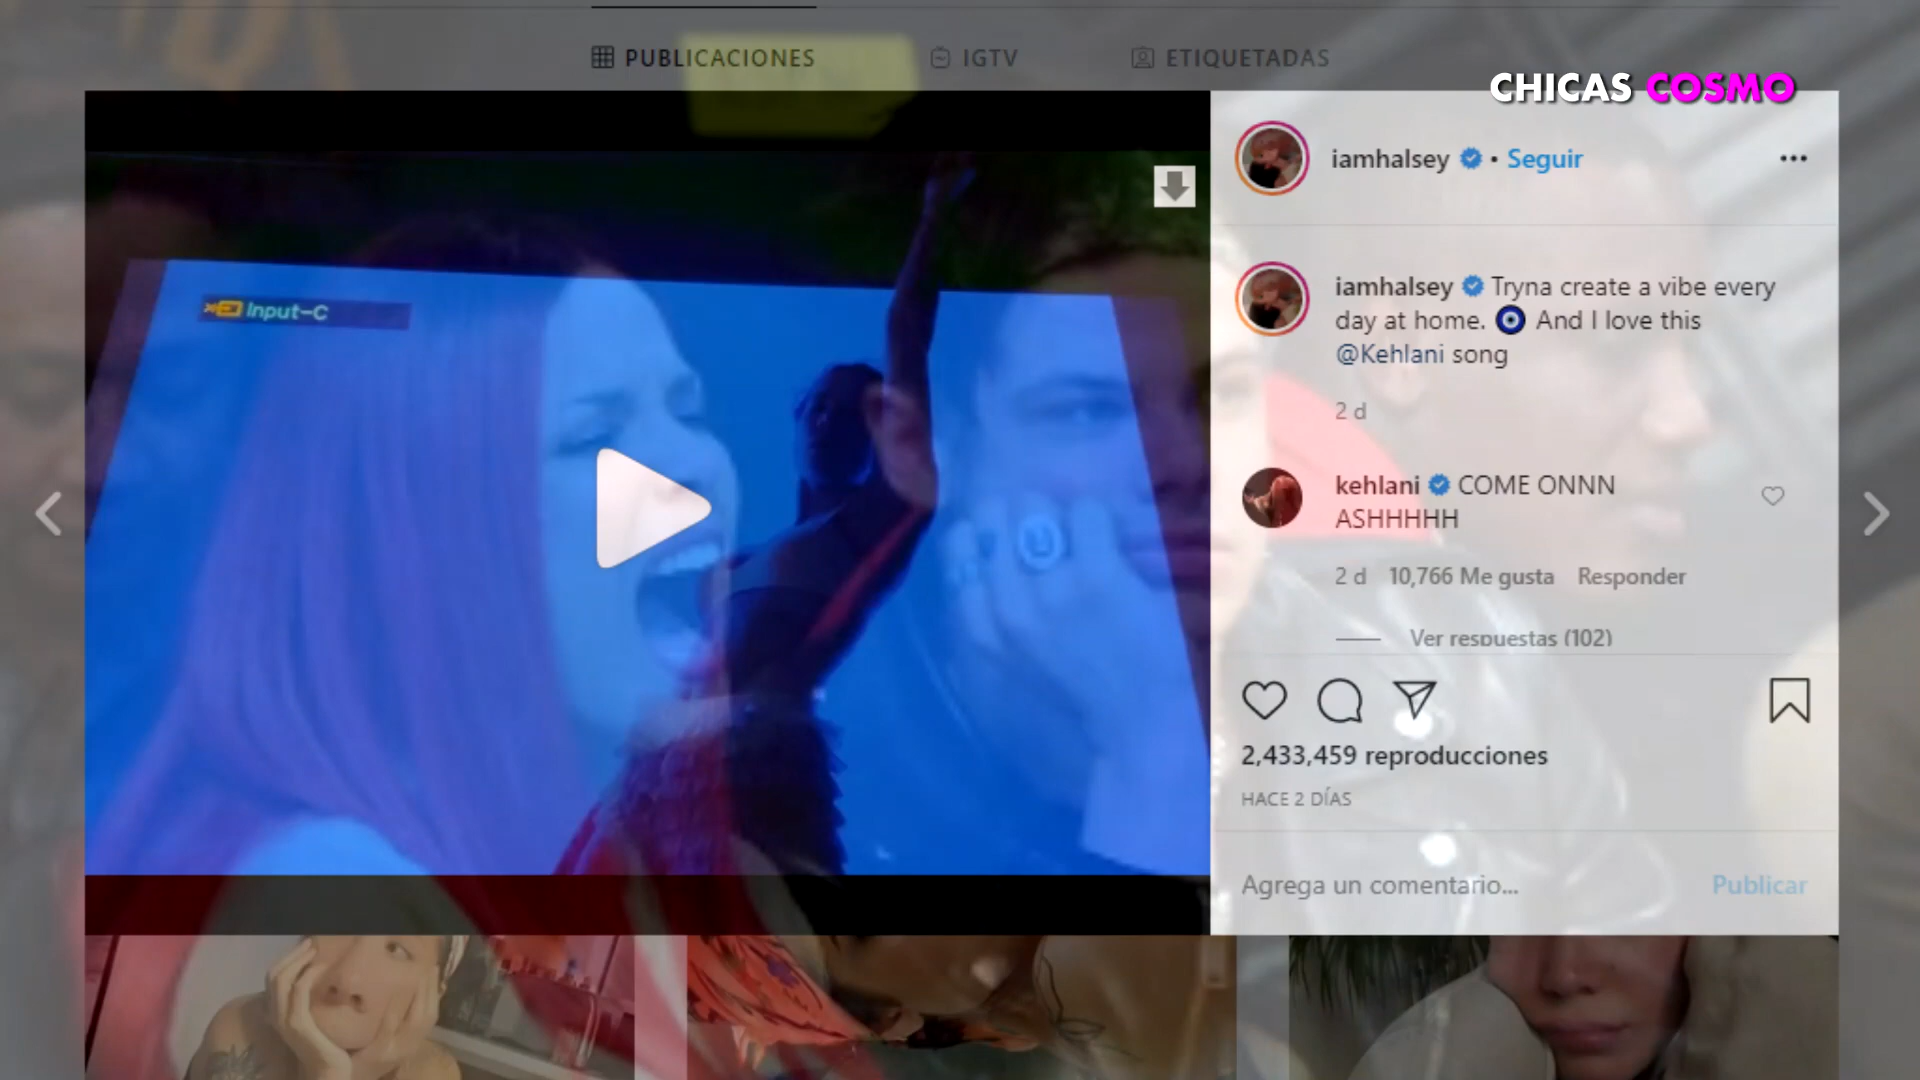 PUBLICACIONES
IGTV
ETIQUETADAS
CHICAS COSMO
Input-C
iamhalsey • Seguir
iamhalsey Tryna create a vibe every
day at home. And I love this
@Kehlani song
2 d
kehlani COME ONNN
ASHHHHH
2 d 10,766 Me gusta Responder
Ver respuestas (102)
2,433,459 reproducciones
HACE 2 DÍAS
Agrega un comentario... Publicar